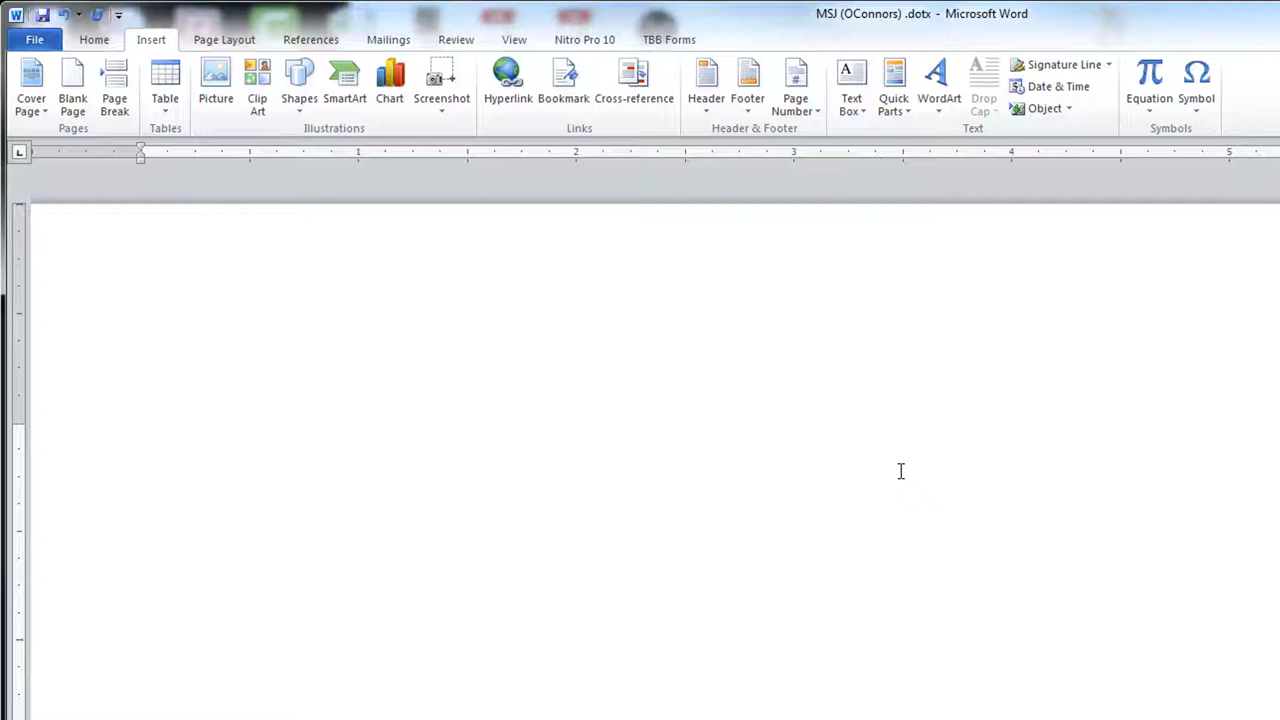 MSJ (OConnors) .dotx - Microsoft Word
File Home Insert Page Layout References Mailings Review View Nitro Pro 10 TBB Forms
Cover Page Blank Page Page Break Table Picture Clip Art Shapes SmartArt Chart Screenshot Hyperlink Bookmark Cross-reference Header Footer Page Number Text Box Quick Parts WordArt Drop Cap Signature Line Date & Time Object Equation Symbol
Pages Tables Illustrations Links Header & Footer Text Symbols
1 2 3 4 5